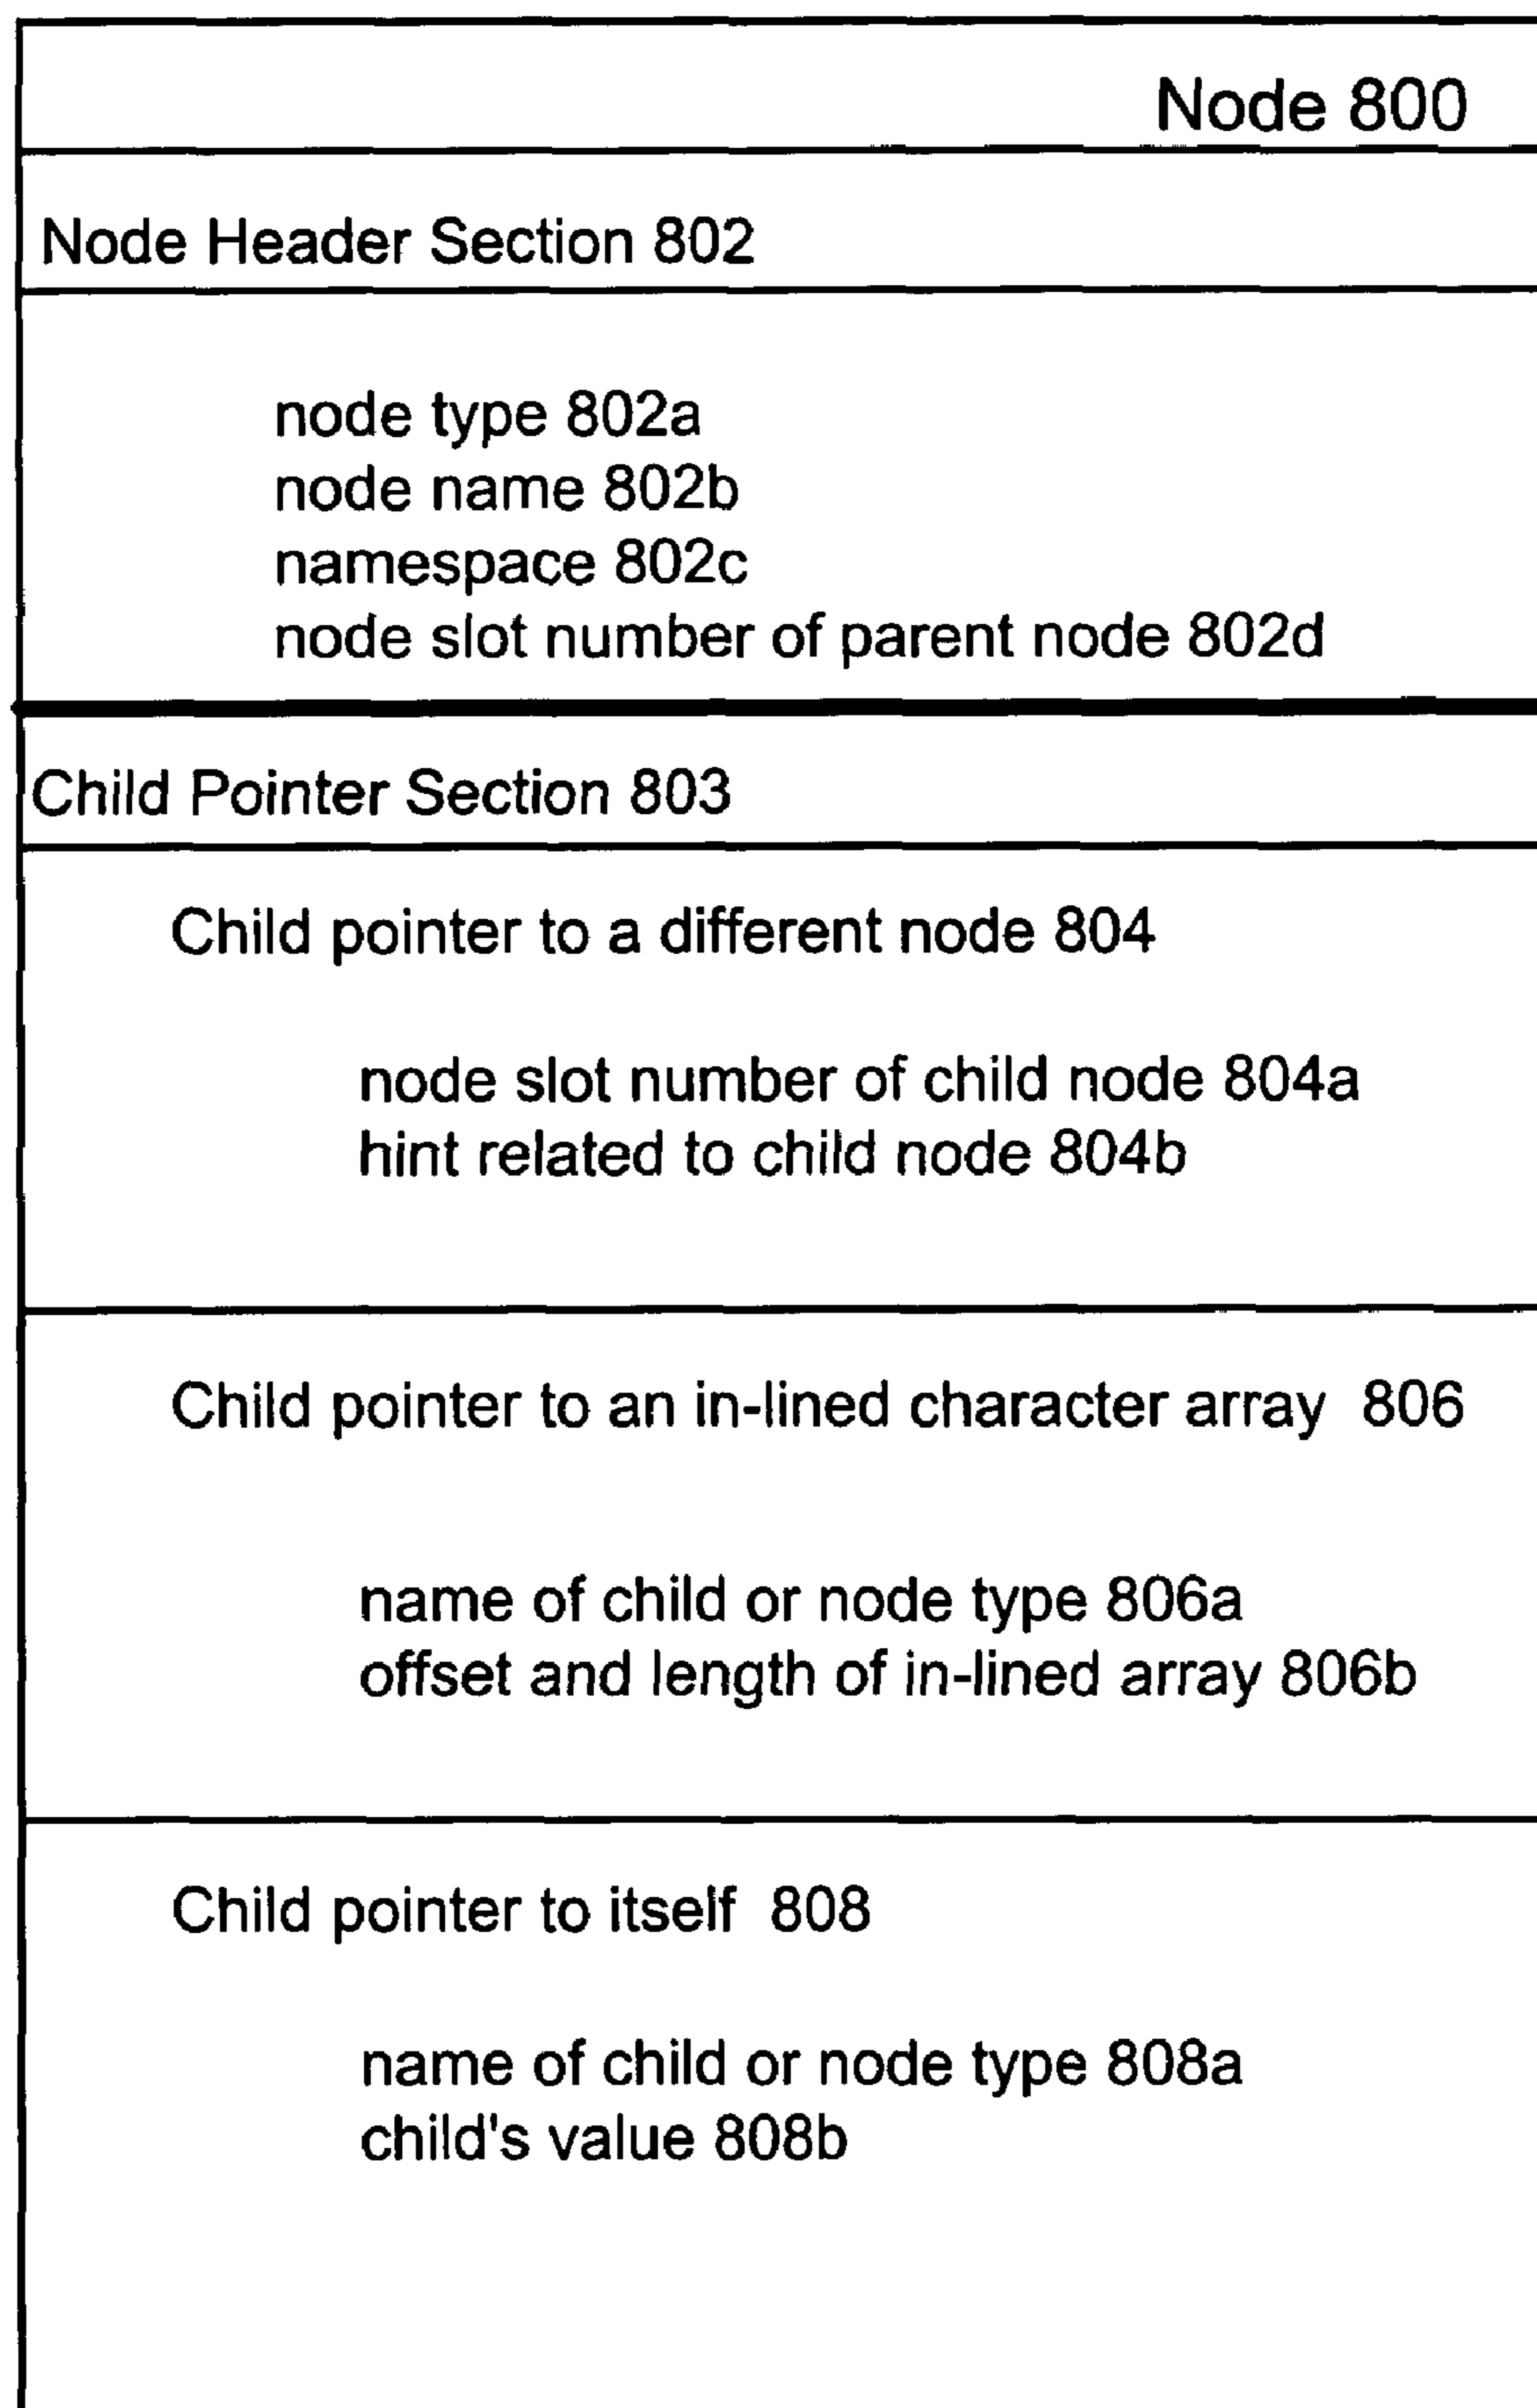 Node 800
Node Header Section 802
node type 802a
node name 802b
namespace 802c
node slot number of parent node 802d
Child Pointer Section 803
Child pointer to a different node 804
node slot number of child node 804a
hint related to child node 804b
Child pointer to an in-lined character array 806
name of child or node type 806a
offset and length of in-lined array 806b
Child pointer to itself 808
name of child or node type 808a
child's value 808b